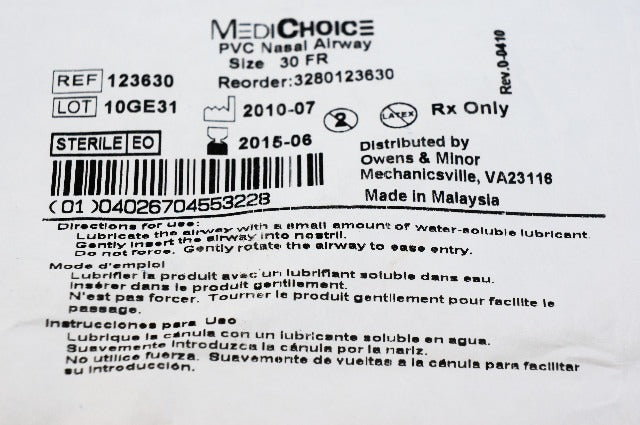 MEDICHOICE
PVC Nasal Airway
Size 30 FR
Rev.0-0410
REF 123630
Reorder:3280123630
LOT 10GE31
2010-07
2
LATEX
Rx Only
STERILE EO
2015-06
Distributed by
Owens & Minor
Mechanicsville, VA23116
(01)04026704553228
Made in Malaysia
Directions for use:
Lubricate the airway with a small amount of water-soluble lubricant.
Gently insert the airway into nostril.
Do not force. Gently rotate the airway to ease entry.
Mode d'emploi
Lubrifier la produit avec un lubrifiant soluble dans eau.
Insérer dans le produit gentilement.
N'est pas forcer. Tourner le produit gentilement pour facilite le
passage.
Instrucciones para Uso
Lubrique la cánula con un lubricante soluble en agua.
Suavemente introduzca la cánula por la nariz.
No utilice fuerza. Suavemente de vueltas a la cánula para facilitar
su introducción.